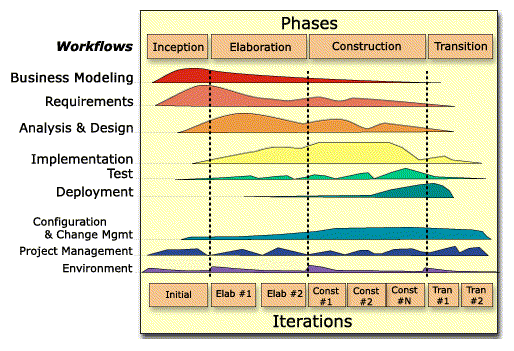 Phases
Workflows
Inception Elaboration Construction Transition
Business Modeling
Requirements
Analysis & Design
Implementation
Test
Deployment
Configuration
& Change Mgmt
Project Management
Environment
Initial Elab #1 Elab #2 Const #1 Const #2 Const #N Tran #1 Tran #2
Iterations